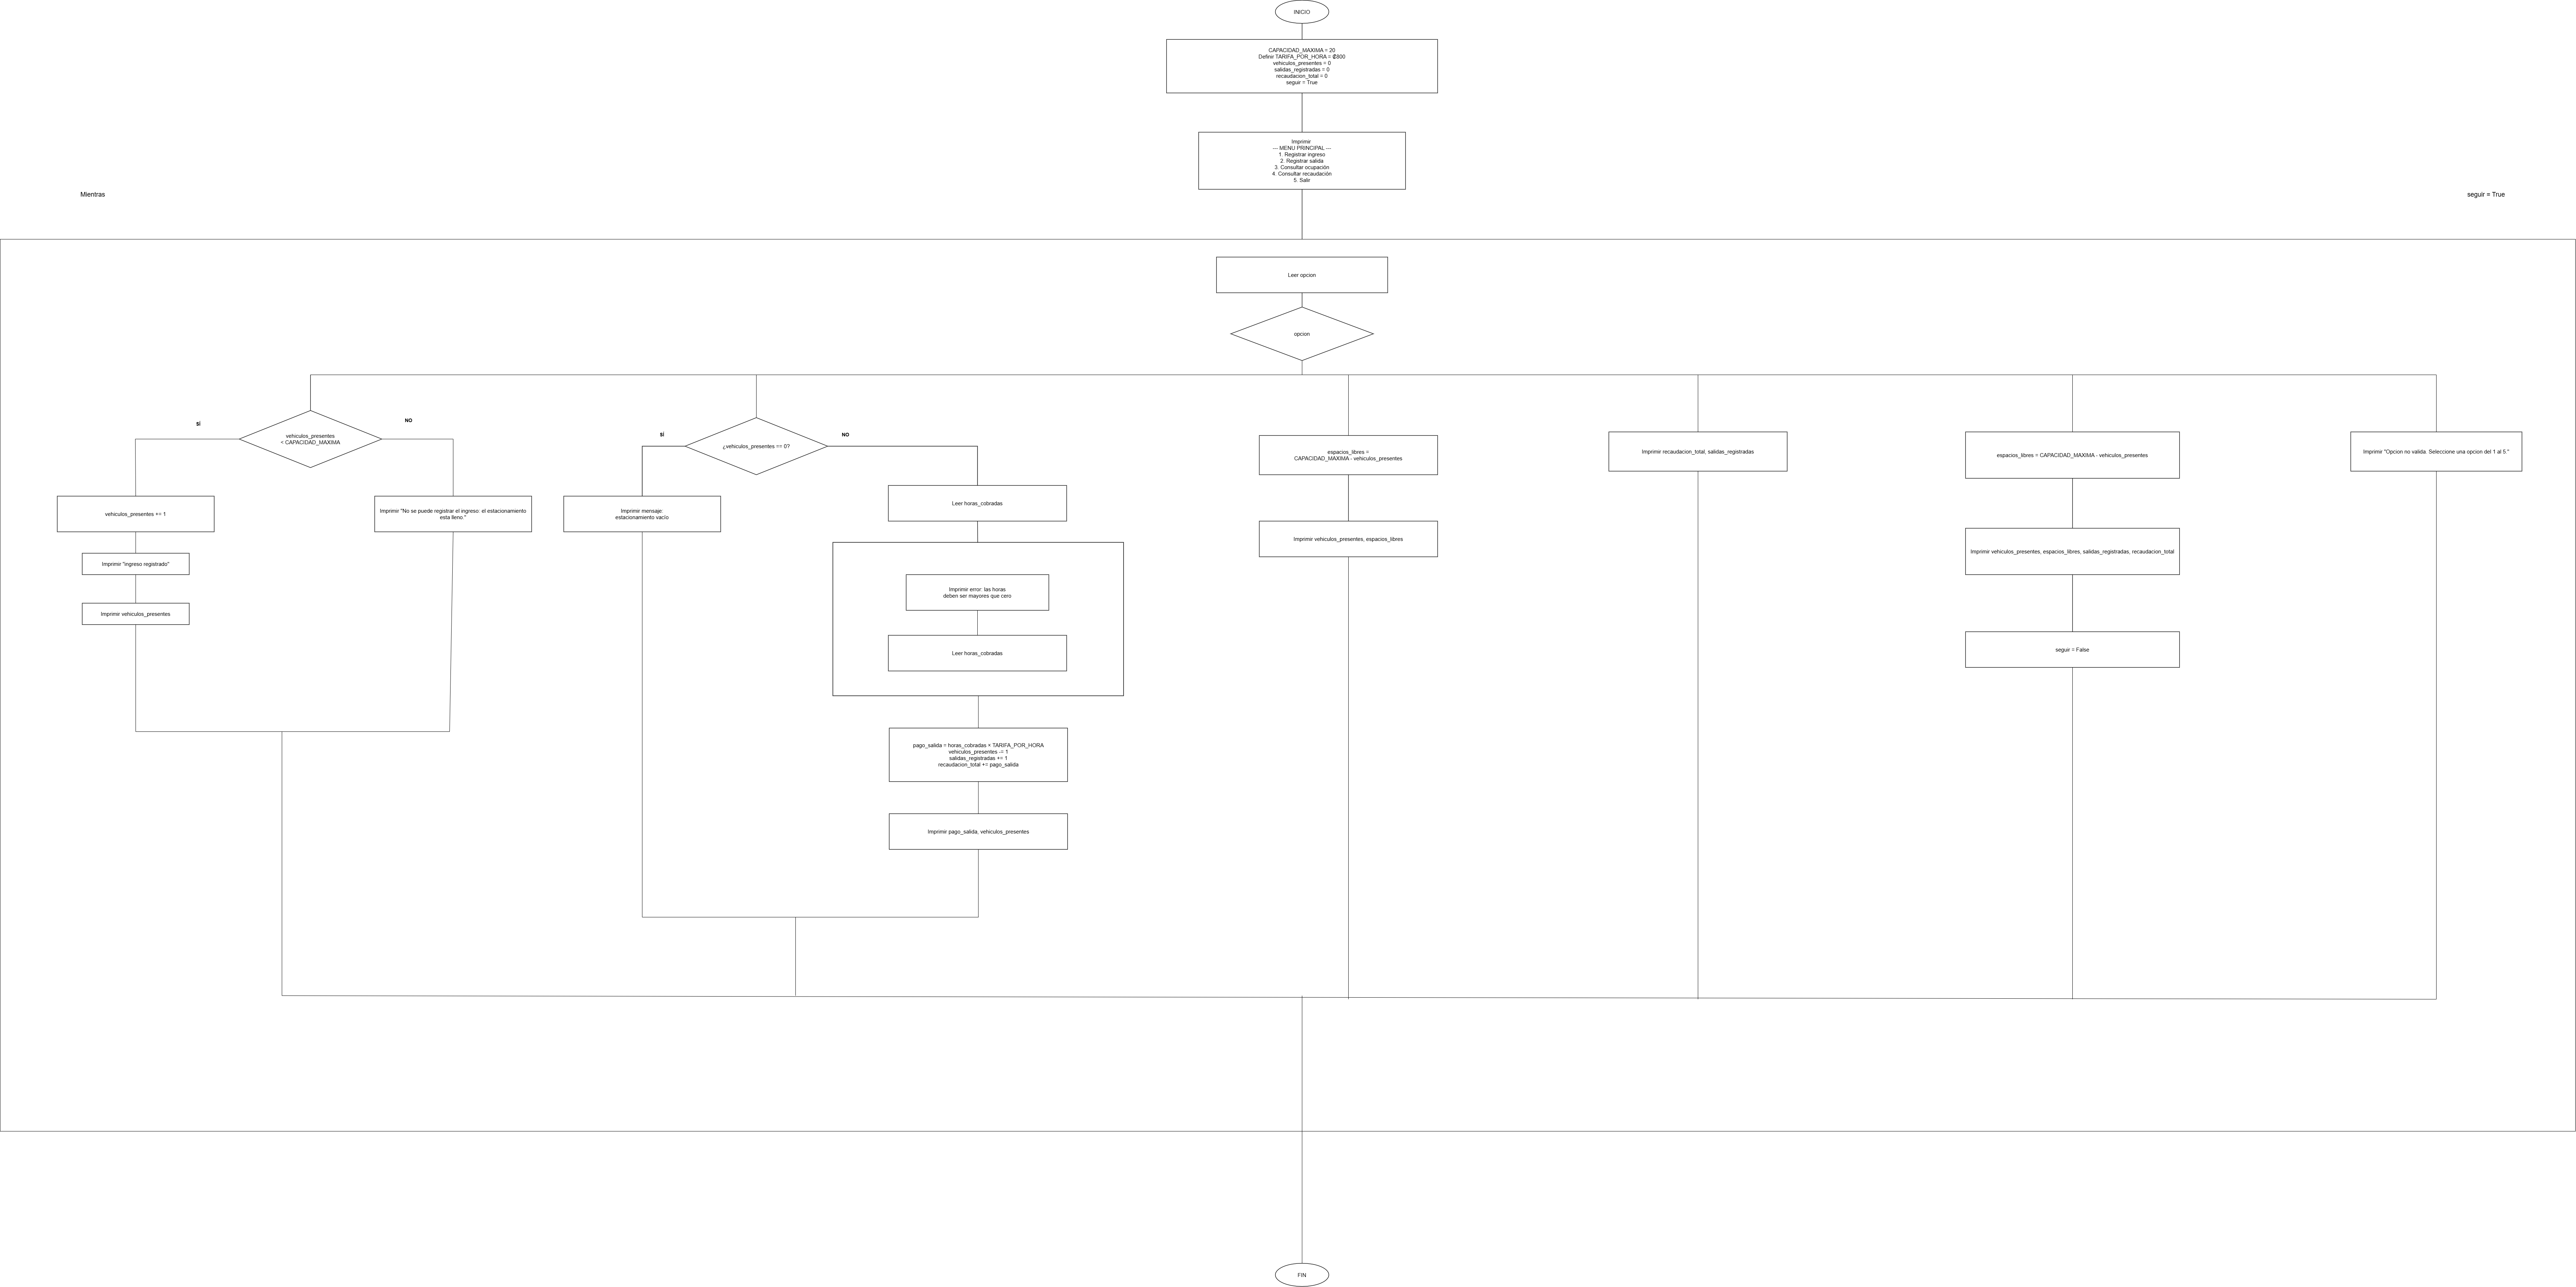 INICIO
CAPACIDAD_MAXIMA = 20
Definir TARIFA_POR_HORA = ₡800
vehiculos_presentes = 0
salidas_registradas = 0
recaudacion_total = 0
seguir = True
Imprimir
--- MENU PRINCIPAL ---
1. Registrar ingreso
2. Registrar salida
3. Consultar ocupación
4. Consultar recaudación
5. Salir
Mientras
seguir = True
Leer opcion
opcion
SÍ
vehiculos_presentes
< CAPACIDAD_MAXIMA
NO
vehiculos_presentes += 1
Imprimir "ingreso registrado"
Imprimir vehiculos_presentes
Imprimir "No se puede registrar el ingreso: el estacionamiento
esta lleno."
SÍ
¿vehiculos_presentes == 0?
NO
Imprimir mensaje:
estacionamiento vacío
Leer horas_cobradas
Imprimir error: las horas
deben ser mayores que cero
Leer horas_cobradas
pago_salida = horas_cobradas × TARIFA_POR_HORA
vehiculos_presentes -= 1
salidas_registradas += 1
recaudacion_total += pago_salida
Imprimir pago_salida, vehiculos_presentes
espacios_libres =
CAPACIDAD_MAXIMA - vehiculos_presentes
Imprimir vehiculos_presentes, espacios_libres
Imprimir recaudacion_total, salidas_registradas
espacios_libres = CAPACIDAD_MAXIMA - vehiculos_presentes
Imprimir vehiculos_presentes, espacios_libres, salidas_registradas, recaudacion_total
seguir = False
Imprimir "Opcion no valida. Seleccione una opcion del 1 al 5."
FIN